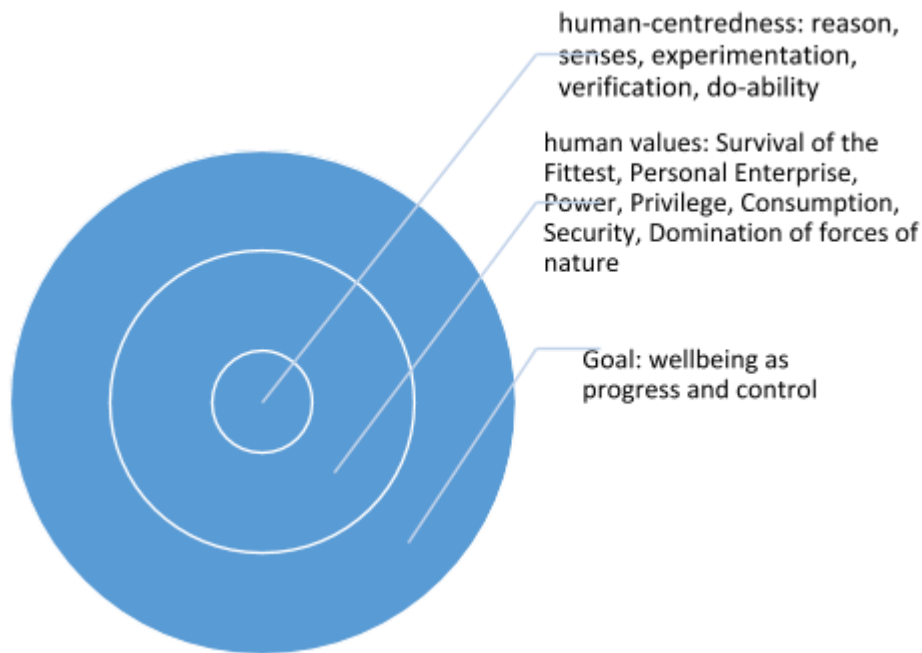 human-centredness: reason,
senses, experimentation,
verification, do-ability
human values: Survival of the
Fittest, Personal Enterprise,
Power, Privilege, Consumption,
Security, Domination of forces of
nature
Goal: wellbeing as
progress and control